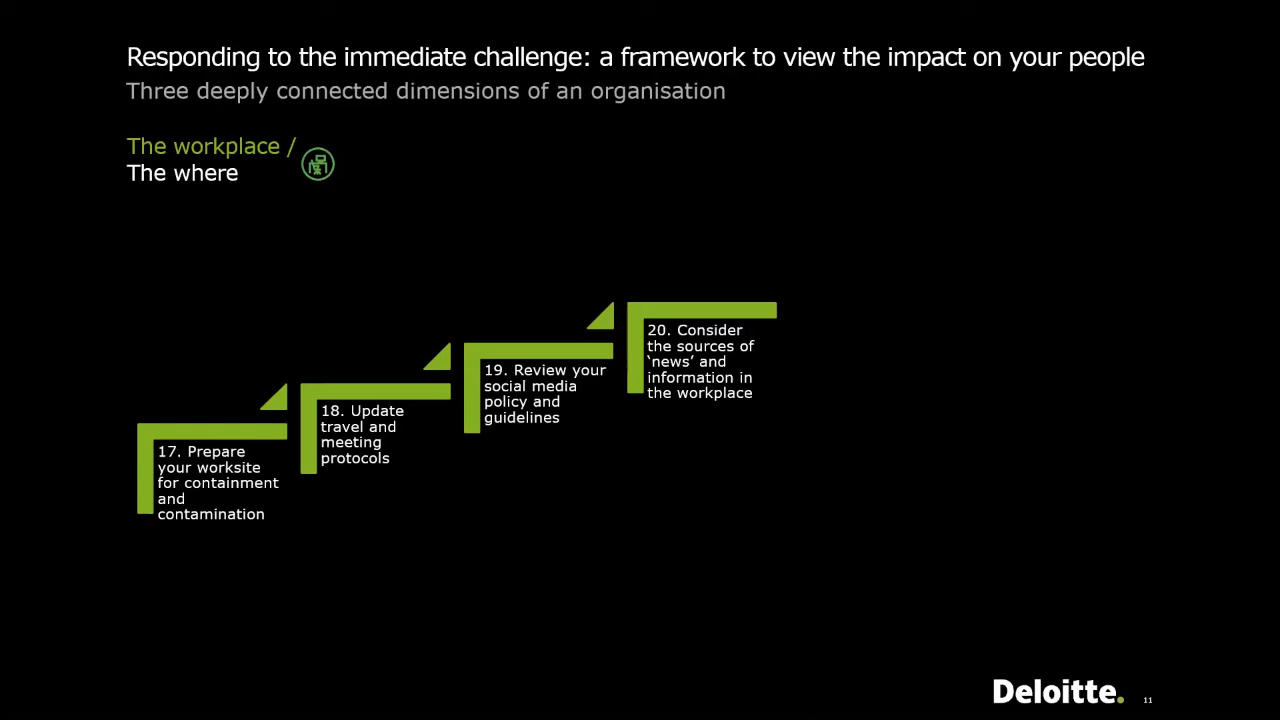 Responding to the immediate challenge: a framework to view the impact on your people
Three deeply connected dimensions of an organisation
The workplace /
The where
17. Prepare
your worksite
for containment
and
contamination
18. Update
travel and
meeting
protocols
19. Review your
social media
policy and
guidelines
20. Consider
the sources of
‘news’ and
information in
the workplace
Deloitte.
11